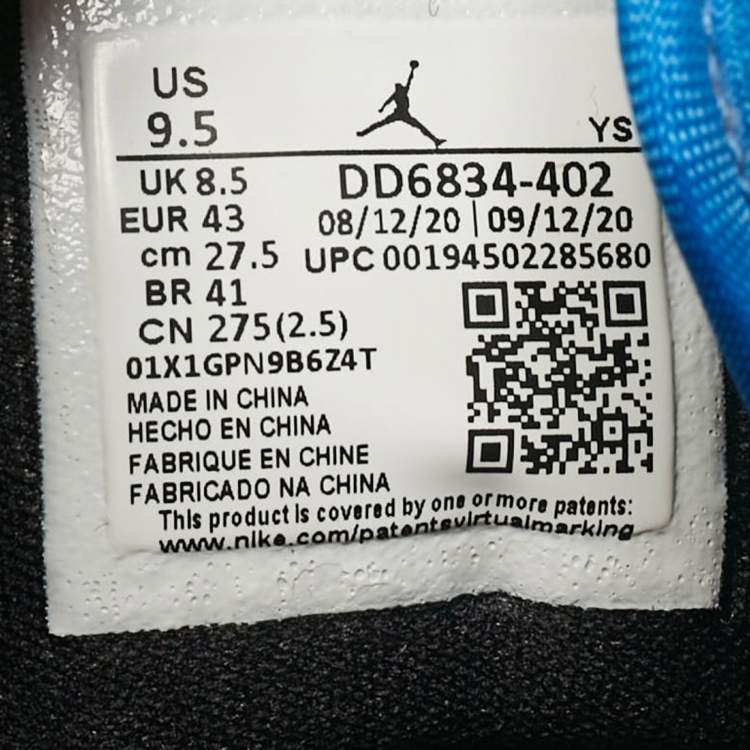 US
9.5
YS
UK 8.5
DD6834-402
EUR 43
08/12/20 | 09/12/20
cm 27.5
UPC 00194502285680
BR 41
CN 275(2.5)
01X1GPN9B6Z4T
MADE IN CHINA
HECHO EN CHINA
FABRIQUE EN CHINE
FABRICADO NA CHINA
This product is covered by one or more patents:
www.nike.com/patentsvirtualmarking